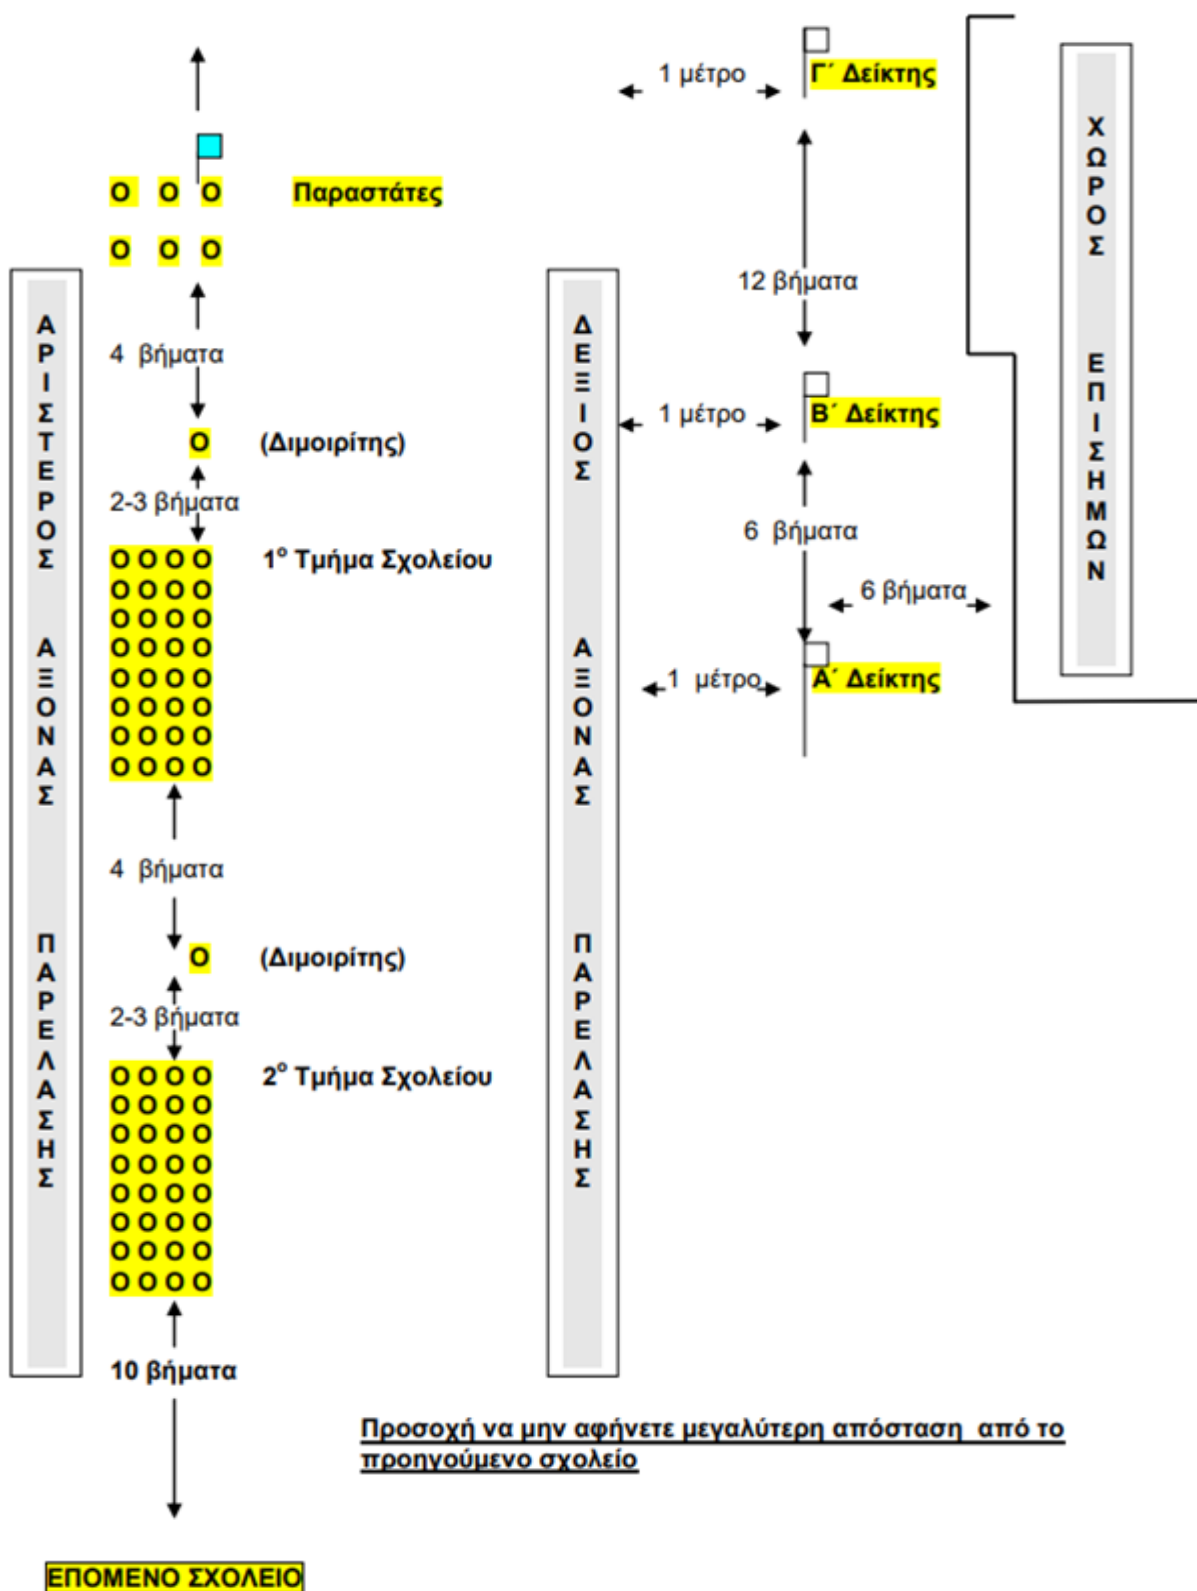 1 μέτρο
Γ΄ Δείκτης
Ο Ο Ο
Παραστάτες
Ο Ο Ο
12 βήματα
4 βήματα
1 μέτρο
Β΄ Δείκτης
Ο
(Διμοιρίτης)
2-3 βήματα
6 βήματα
1ο Τμήμα Σχολείου
Ο Ο Ο Ο
Ο Ο Ο Ο
Ο Ο Ο Ο
Ο Ο Ο Ο
Ο Ο Ο Ο
Ο Ο Ο Ο
Ο Ο Ο Ο
Ο Ο Ο Ο
6 βήματα
1 μέτρο
Α΄ Δείκτης
4 βήματα
Ο
(Διμοιρίτης)
2-3 βήματα
2ο Τμήμα Σχολείου
Ο Ο Ο Ο
Ο Ο Ο Ο
Ο Ο Ο Ο
Ο Ο Ο Ο
Ο Ο Ο Ο
Ο Ο Ο Ο
Ο Ο Ο Ο
Ο Ο Ο Ο
10 βήματα
ΑΡΙΣΤΕΡΟΣ ΑΞΟΝΑΣ ΠΑΡΕΛΑΣΗΣ
ΔΕΞΙΟΣ ΑΞΟΝΑΣ ΠΑΡΕΛΑΣΗΣ
ΧΩΡΟΣ ΕΠΙΣΗΜΩΝ
Προσοχή να μην αφήνετε μεγαλύτερη απόσταση από το
προηγούμενο σχολείο
ΕΠΟΜΕΝΟ ΣΧΟΛΕΙΟ